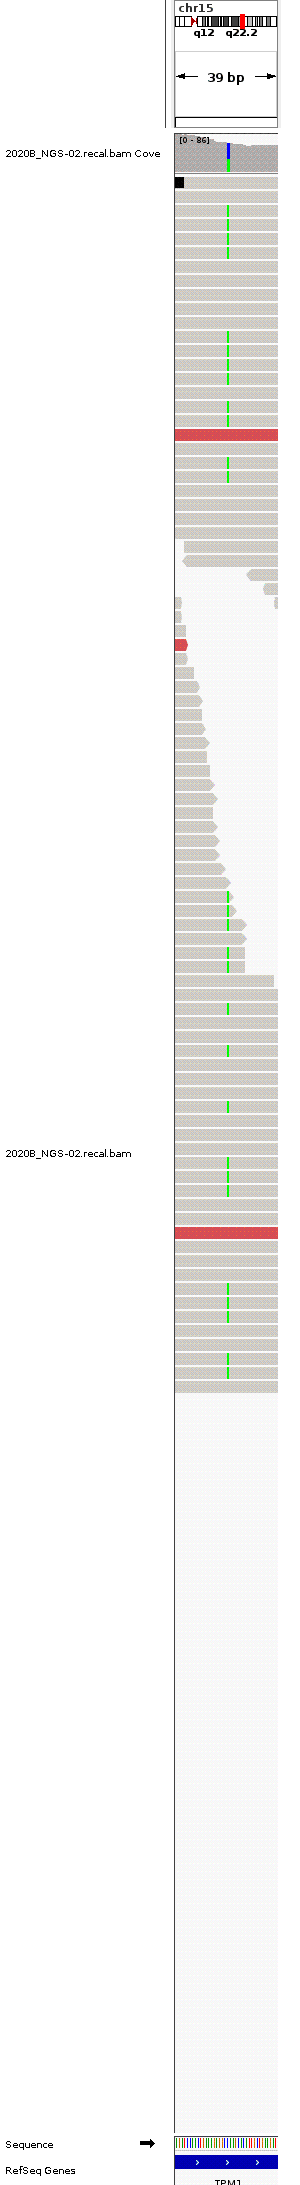 chr15
q12 q22.2
39 bp
[0 - 86]
2020B_NGS-02.recal.bam Cove
2020B_NGS-02.recal.bam
Sequence
RefSeq Genes
TPM1